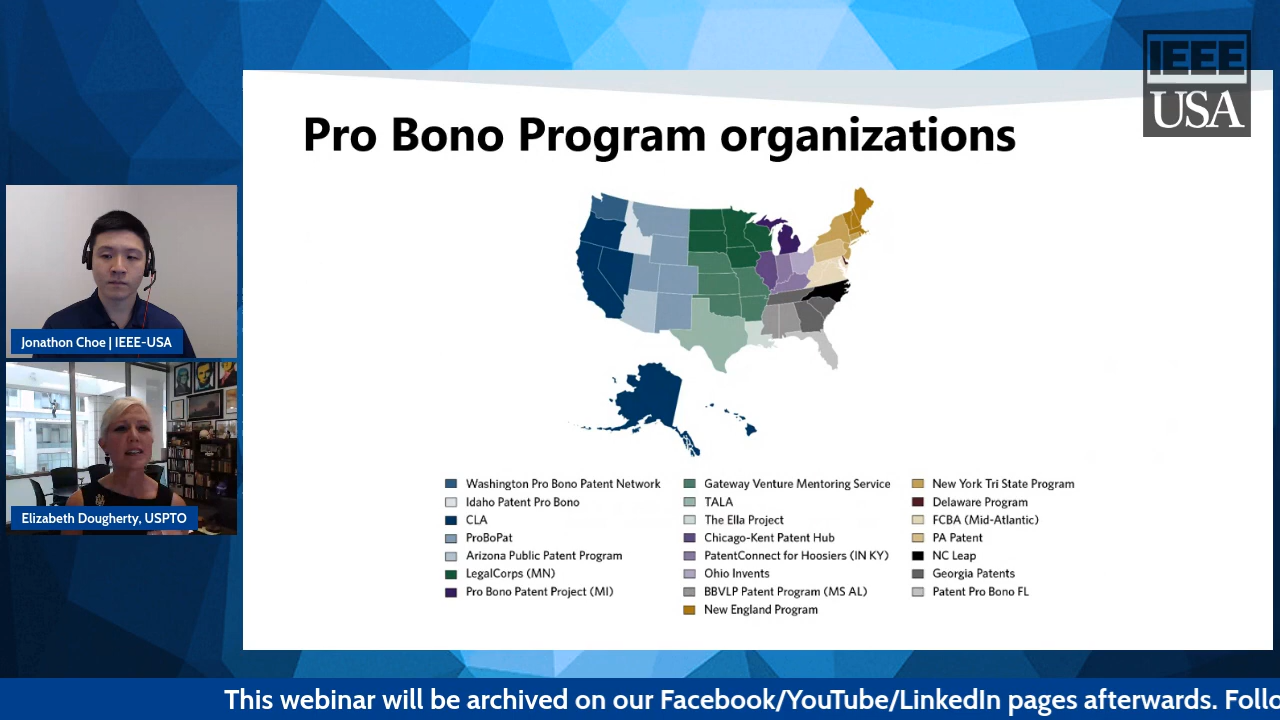 IEEE
USA
Pro Bono Program organizations
Jonathon Choe | IEEE-USA
Elizabeth Dougherty, USPTO
Washington Pro Bono Patent Network
Idaho Patent Pro Bono
CLA
ProBoPat
Arizona Public Patent Program
LegalCorps (MN)
Pro Bono Patent Project (MI)
Gateway Venture Mentoring Service
TALA
The Ella Project
Chicago-Kent Patent Hub
PatentConnect for Hoosiers (IN KY)
Ohio Invents
BBVLP Patent Program (MS AL)
New England Program
New York Tri State Program
Delaware Program
FCBA (Mid-Atlantic)
PA Patent
NC Leap
Georgia Patents
Patent Pro Bono FL
This webinar will be archived on our Facebook/YouTube/LinkedIn pages afterwards. Follo